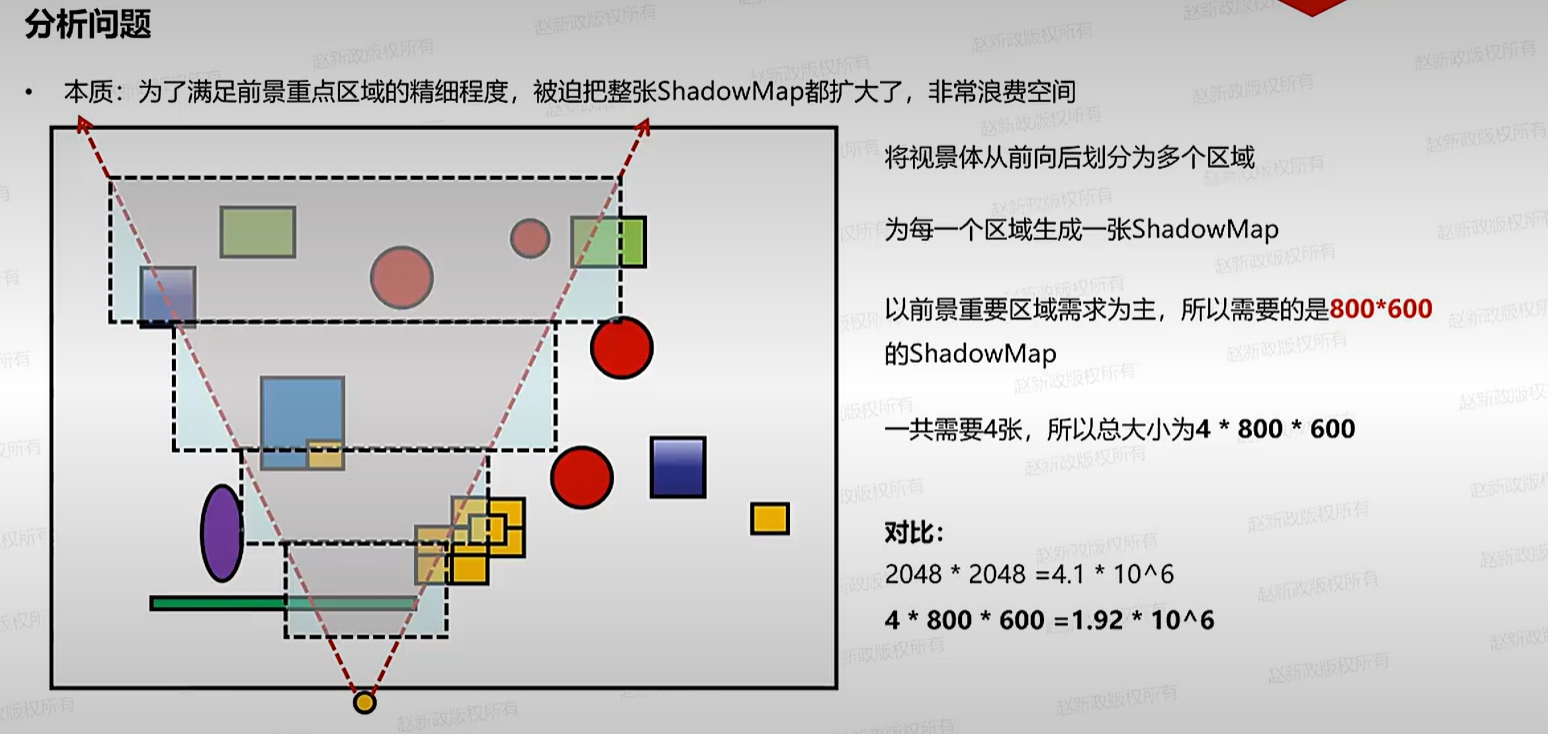 分析问题
• 本质：为了满足前景重点区域的精细程度，被迫把整张ShadowMap都扩大了，非常浪费空间
将视景体从前向后划分为多个区域
为每一个区域生成一张ShadowMap
以前景重要区域需求为主，所以需要的是800*600
的ShadowMap
一共需要4张，所以总大小为4 * 800 * 600
对比：
2048 * 2048 =4.1 * 10^6
4 * 800 * 600 =1.92 * 10^6
赵新政版权所有